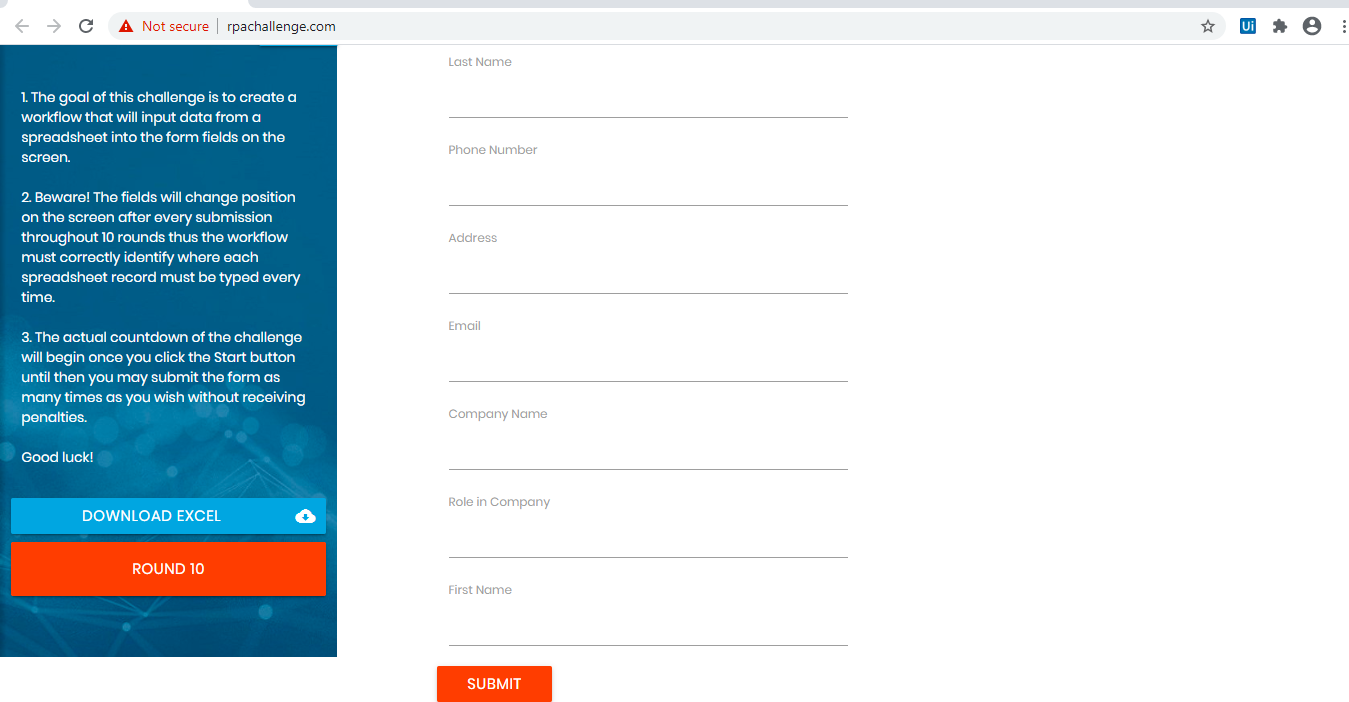 Not secure | rpachallenge.com
Ui
1. The goal of this challenge is to create a
workflow that will input data from a
spreadsheet into the form fields on the
screen.
2. Beware! The fields will change position
on the screen after every submission
throughout 10 rounds thus the workflow
must correctly identify where each
spreadsheet record must be typed every
time.
3. The actual countdown of the challenge
will begin once you click the Start button
until then you may submit the form as
many times as you wish without receiving
penalties.
Good luck!
DOWNLOAD EXCEL
ROUND 10
Last Name
Phone Number
Address
Email
Company Name
Role in Company
First Name
SUBMIT